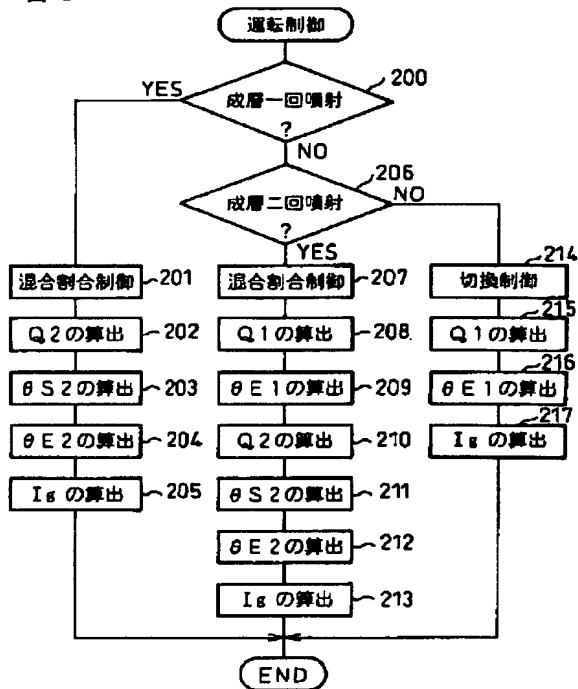 運転制御
200
YES
成層一回噴射
?
NO
206
成層二回噴射
NO
?
YES
混合割合制御
201
Q2の算出
202
θS2の算出
203
θE2の算出
204
Igの算出
205
混合割合制御
207
Q1の算出
208
θE1の算出
209
Q2の算出
210
θS2の算出
211
θE2の算出
212
Igの算出
213
214
切換制御
215
Q1の算出
216
θE1の算出
217
Igの算出
END